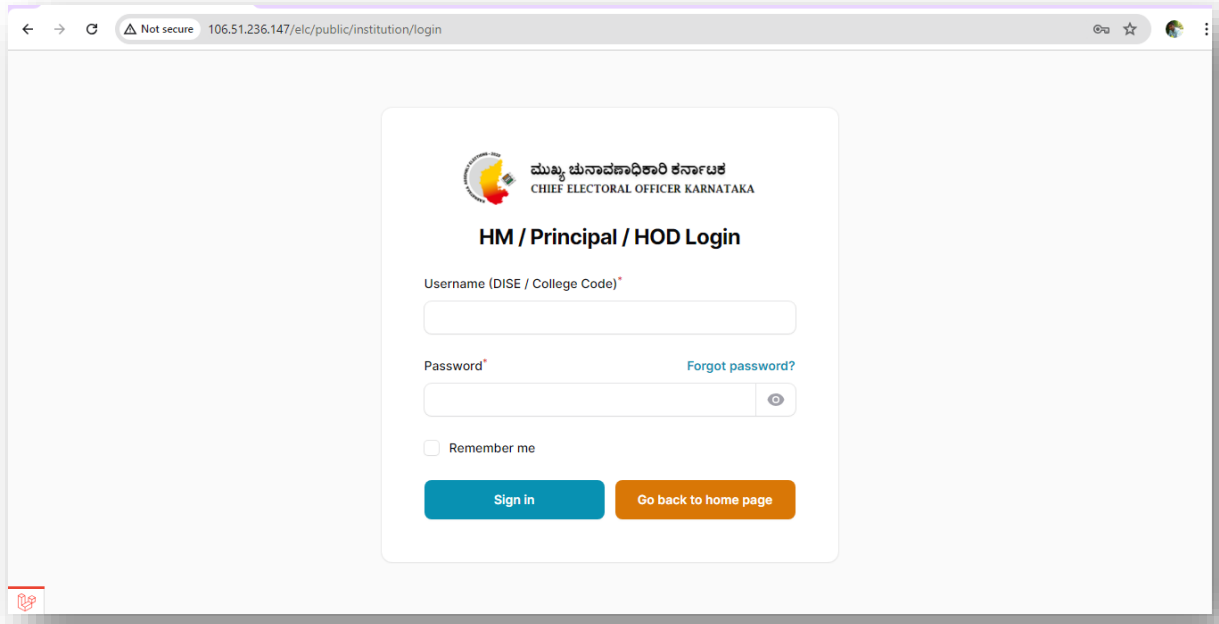 Not secure 106.51.236.147/elc/public/institution/login
ಮುಖ್ಯ ಚುನಾವಣಾಧಿಕಾರಿ ಕರ್ನಾಟಕ
CHIEF ELECTORAL OFFICER KARNATAKA
HM / Principal / HOD Login
Username (DISE / College Code)*
Password* Forgot password?
Remember me
Sign in Go back to home page